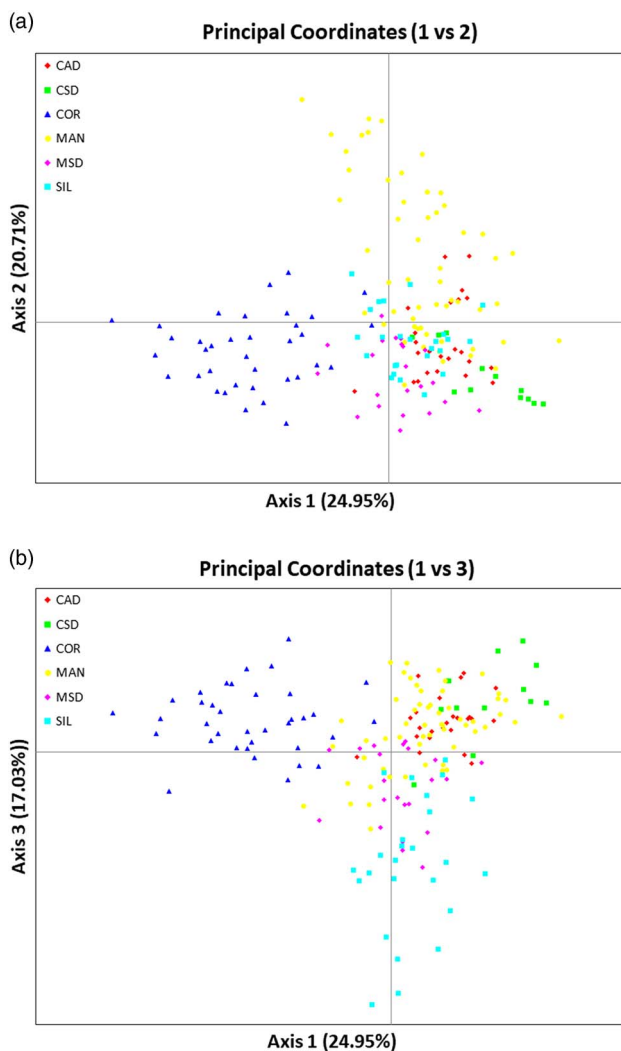 (a)
Principal Coordinates (1 vs 2)
CAD
CSD
COR
MAN
MSD
SIL
Axis 2 (20.71%)
Axis 1 (24.95%)
(b)
Principal Coordinates (1 vs 3)
CAD
CSD
COR
MAN
MSD
SIL
Axis 3 (17.03%))
Axis 1 (24.95%)